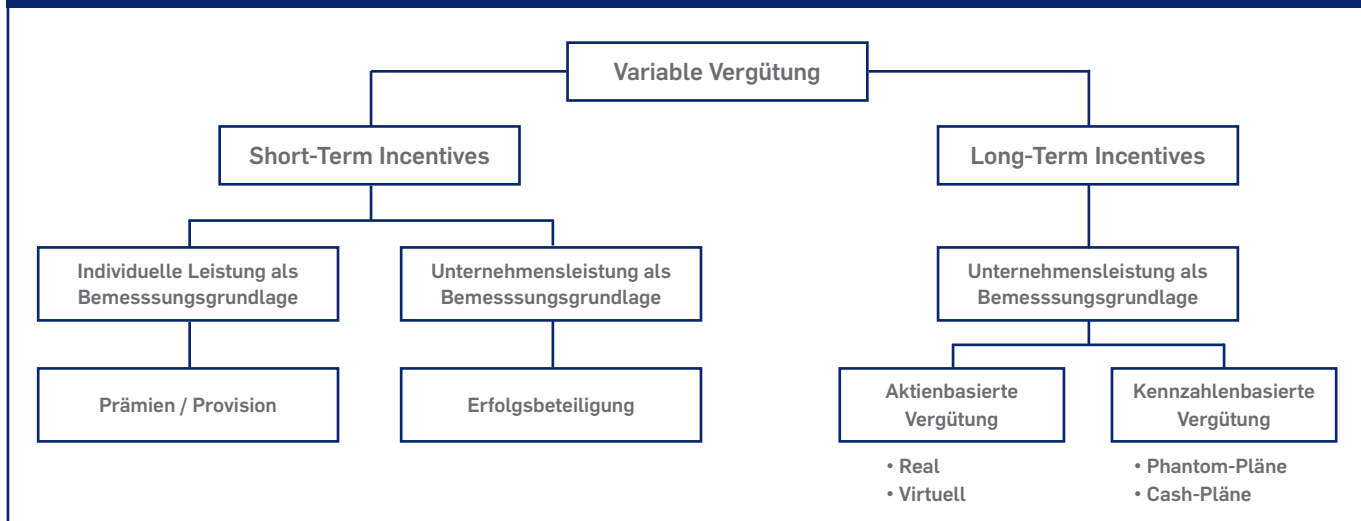 Variable Vergütung
Short-Term Incentives
Long-Term Incentives
Individuelle Leistung als
Bemesssungsgrundlage
Unternehmensleistung als
Bemesssungsgrundlage
Unternehmensleistung als
Bemesssungsgrundlage
Prämien / Provision
Erfolgsbeteiligung
Aktienbasierte
Vergütung
Kennzahlenbasierte
Vergütung
• Real
• Virtuell
• Phantom-Pläne
• Cash-Pläne